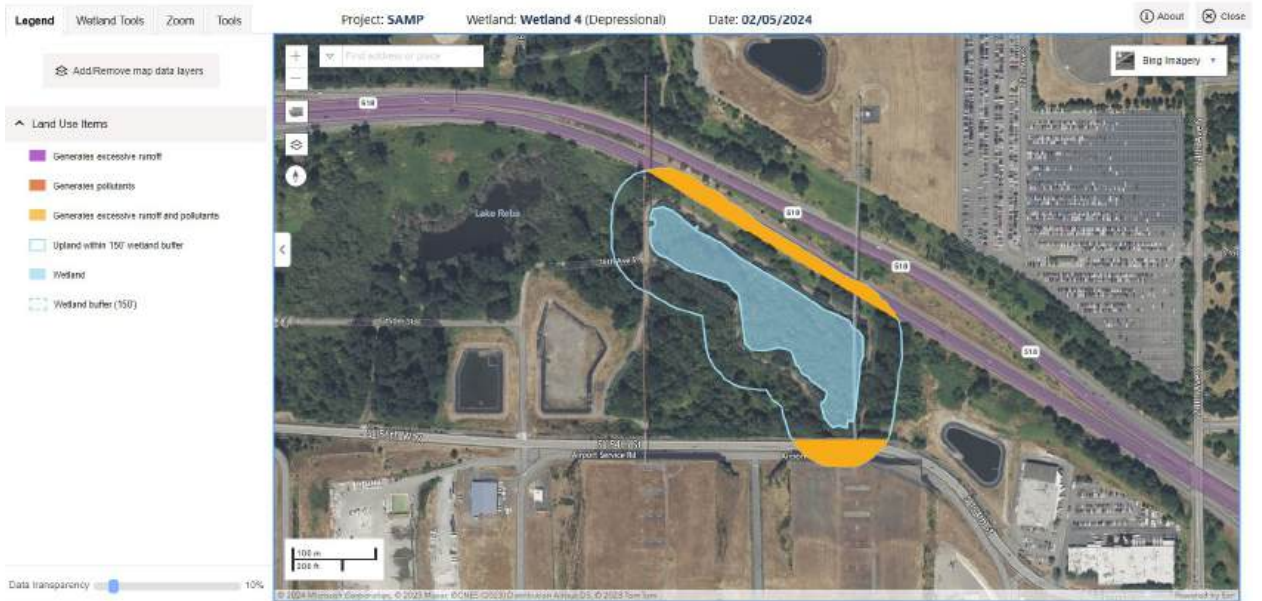 Legend Wetland Tools Zoom Tools
Project: SAMP Wetland: Wetland 4 (Depressional) Date: 02/05/2024
About Close
Add/Remove map data layers
Land Use Items
Generates excessive runoff
Generates pollutants
Generates excessive runoff and pollutants
Upland within 150' wetland buffer
Wetland
Wetland buffer (150')
Data transparency 10%
Find address or place
Bing Imagery
518
Lake Reba
518
518
518
S 154th St
Airport Service Rd
100 m
200 ft
Powered by Esri